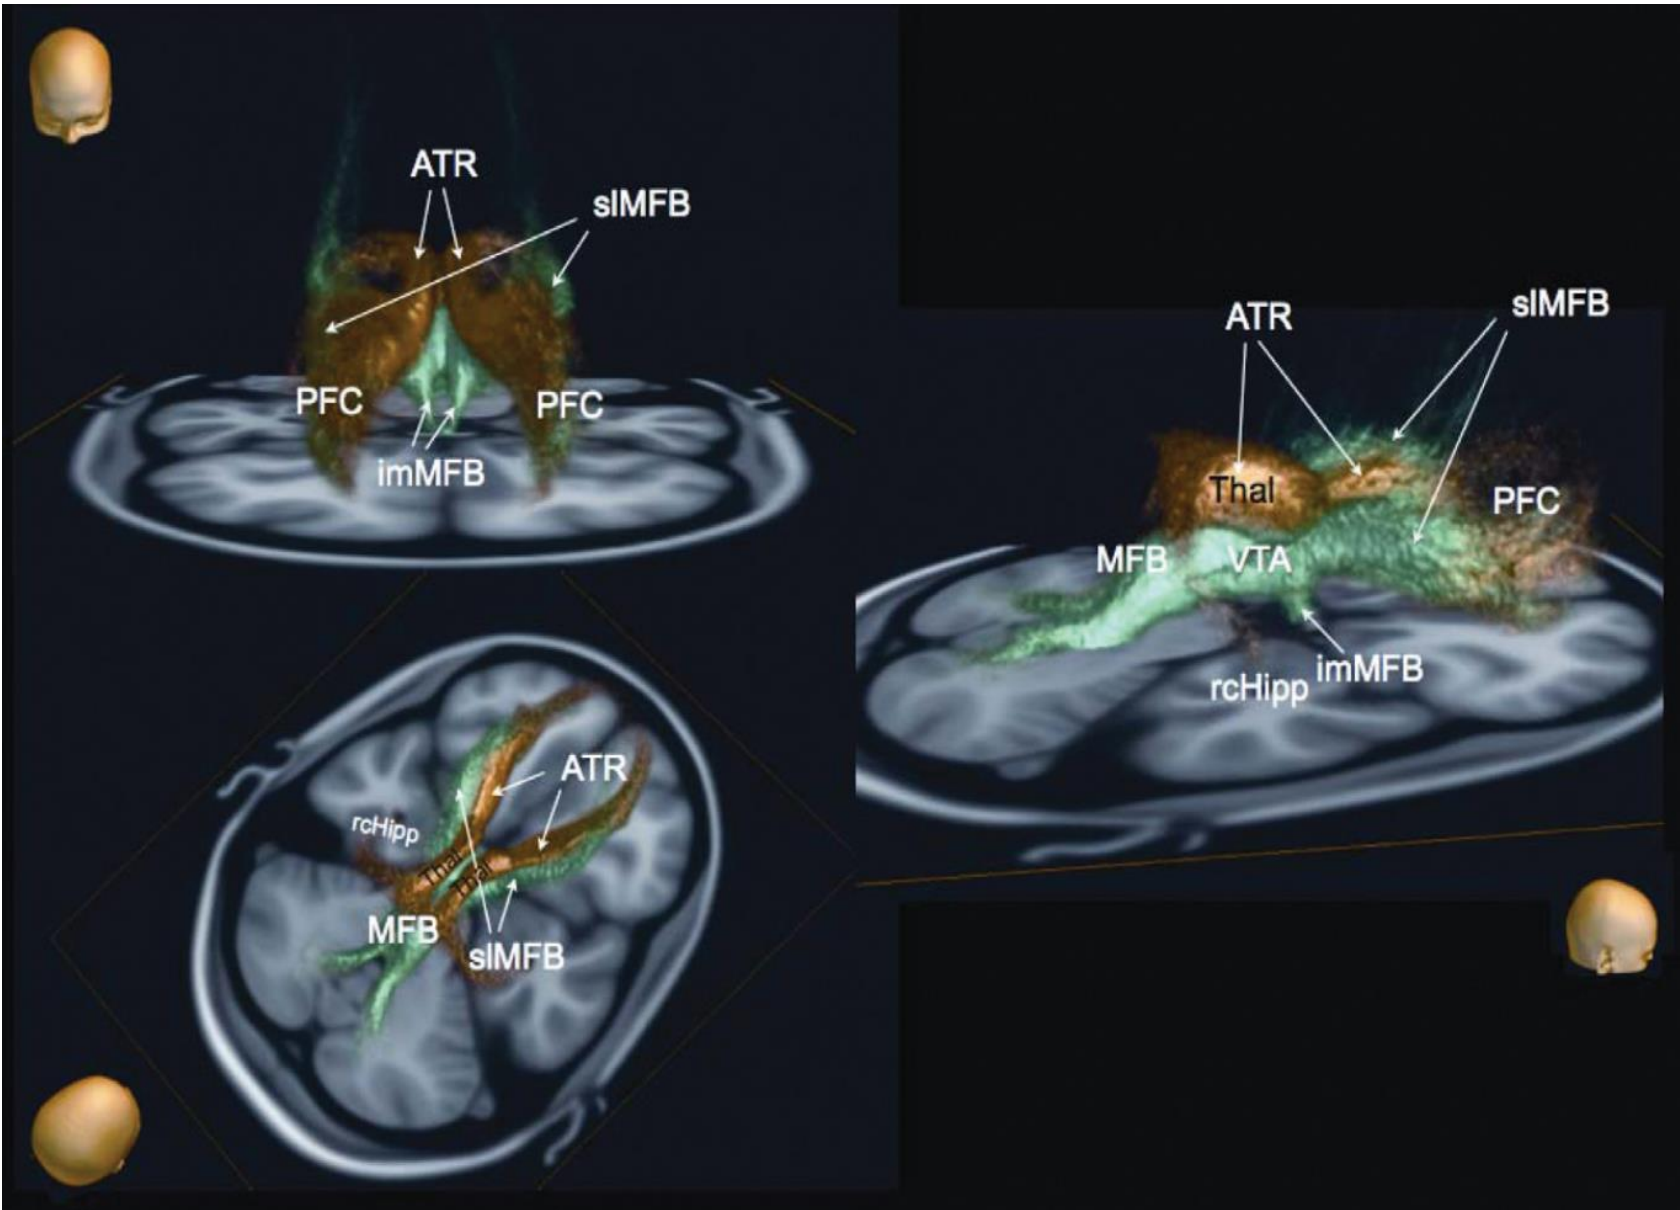 ATR
slMFB
PFC
PFC
imMFB
ATR
slMFB
Thal
PFC
MFB
VTA
imMFB
rcHipp
ATR
rcHipp
Thal
Thal
MFB
slMFB